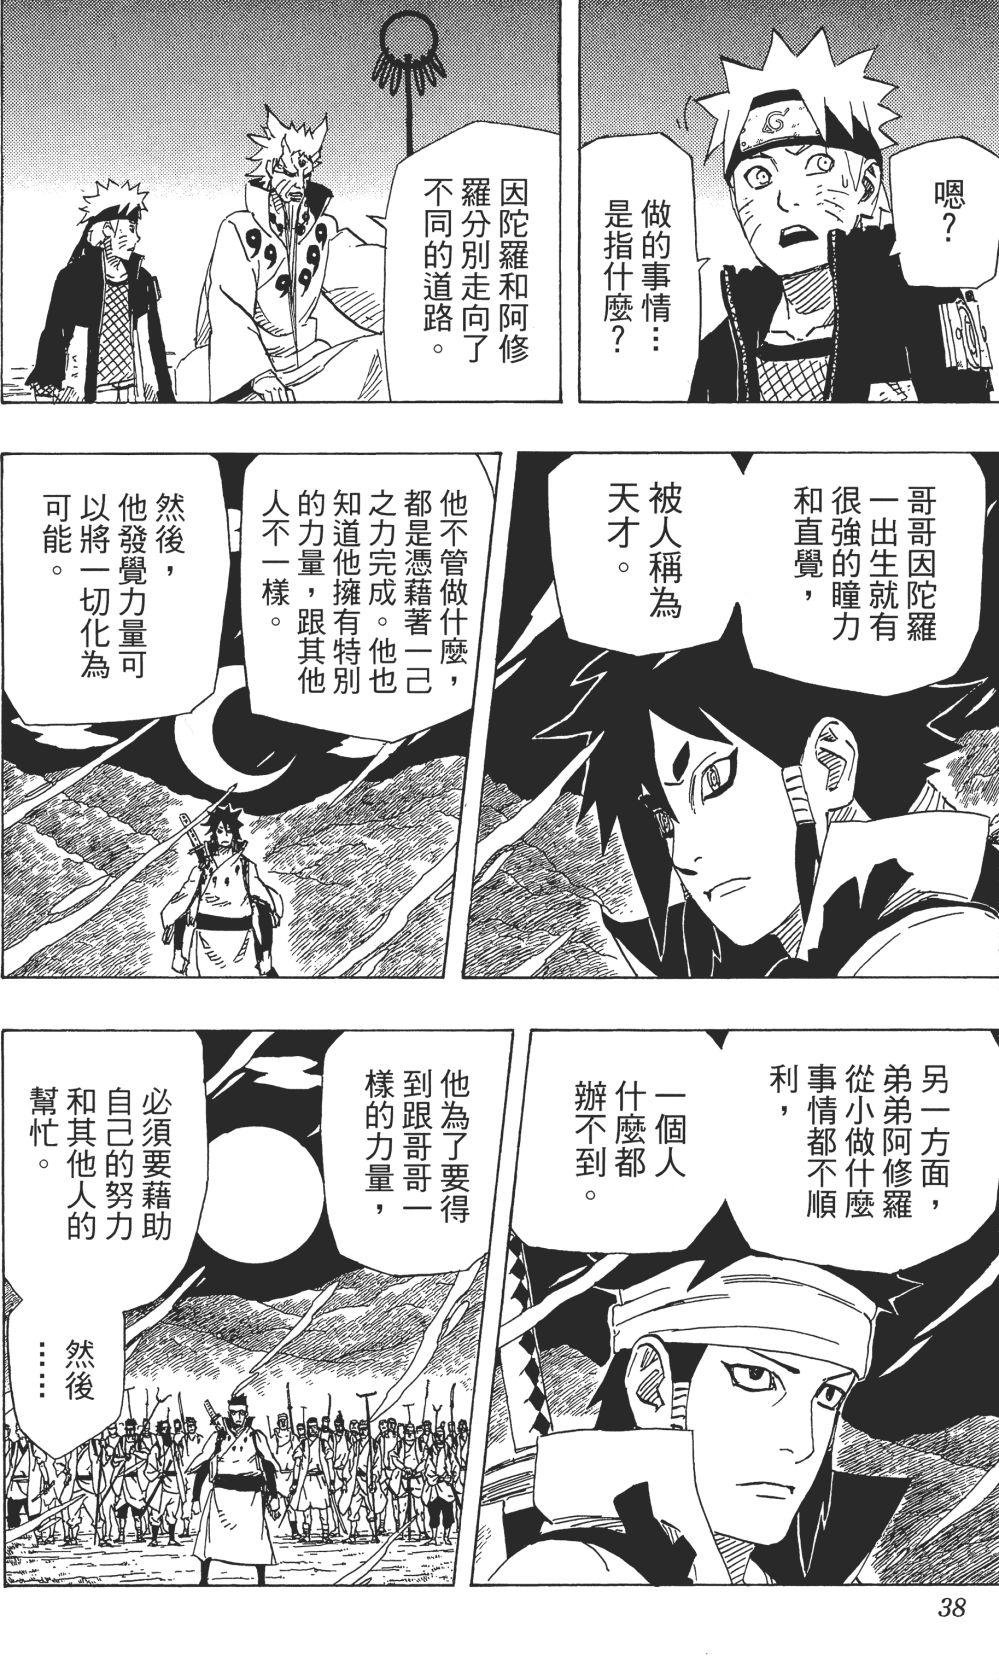 嗯？
做的事情⋯
是指什麼？
因陀羅和阿修
羅分別走向了
不同的道路。
哥哥因陀羅
一出生就有
很強的瞳力
和直覺，
被人稱為
天才。
他不管做什麼，
都是憑藉著一己
之力完成。他也
知道他擁有特別
的力量，跟其他
人不一樣。
然後，
他發覺力量可
以將一切化為
可能。
另一方面，
弟弟阿修羅
從小做什麼
事情都不順
利，
一個人
什麼都
辦不到。
他為了要得
到跟哥哥一
樣的力量，
必須要藉助
自己的努力
和其他人的
幫忙。
然後
⋯⋯
38